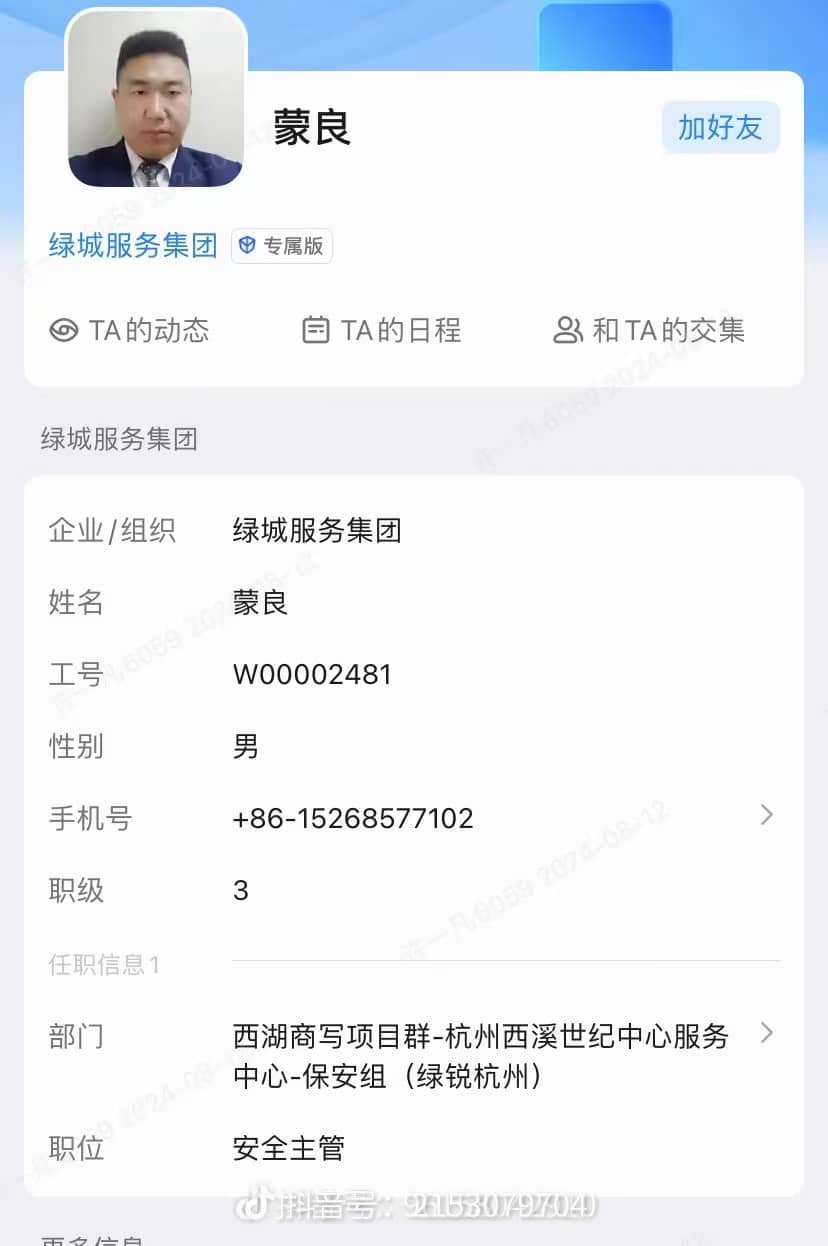 蒙良
加好友
绿城服务集团 专属版
TA的动态 TA的日程 和TA的交集
绿城服务集团
企业/组织 绿城服务集团
姓名 蒙良
工号 W00002481
性别 男
手机号 +86-15268577102
职级 3
任职信息1
部门 西湖商写项目群-杭州西溪世纪中心服务
中心-保安组（绿锐杭州）
职位 安全主管
抖音号：
更多信息